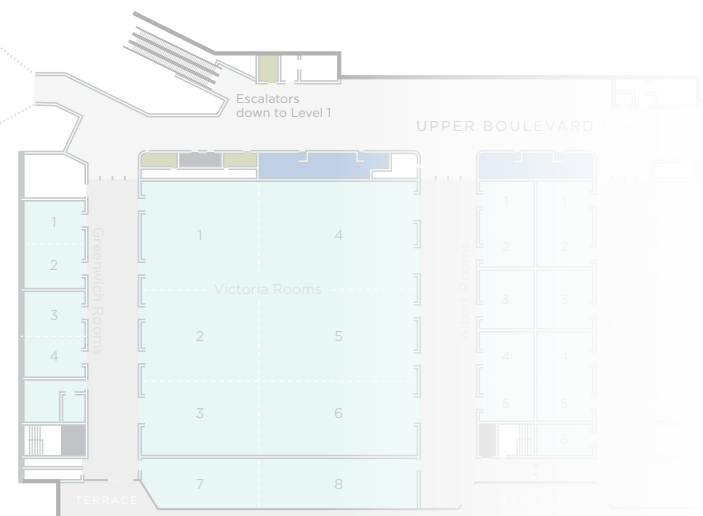 Escalators
down to Level 1
UPPER BOULEVARD
1
2
3
4
Greenwich Rooms
1
4
Victoria Rooms
2
5
3
6
7
8
Albert Rooms
1
1
2
2
3
3
4
4
5
5
6
TERRACE
TERRACE